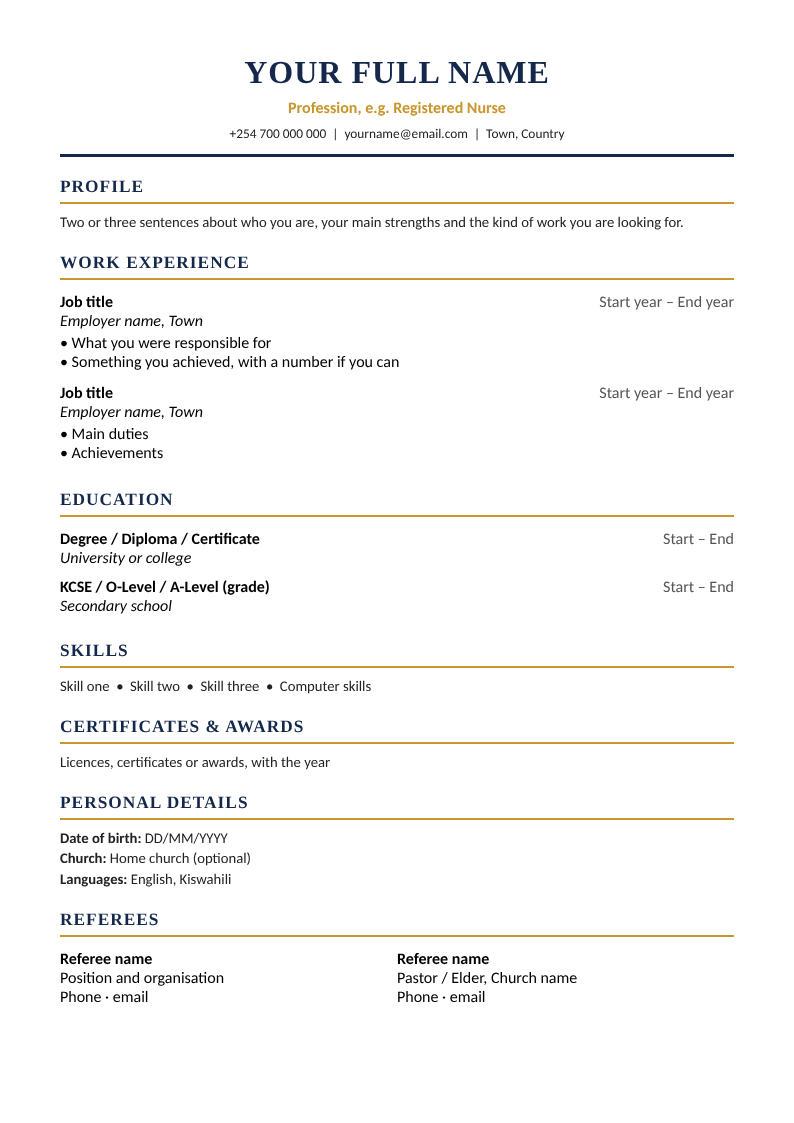 YOUR FULL NAME
Profession, e.g. Registered Nurse
+254 700 000 000 | yourname@email.com | Town, Country
PROFILE
Two or three sentences about who you are, your main strengths and the kind of work you are looking for.
WORK EXPERIENCE
Job title Start year – End year
Employer name, Town
• What you were responsible for
• Something you achieved, with a number if you can
Job title Start year – End year
Employer name, Town
• Main duties
• Achievements
EDUCATION
Degree / Diploma / Certificate Start – End
University or college
KCSE / O-Level / A-Level (grade) Start – End
Secondary school
SKILLS
Skill one • Skill two • Skill three • Computer skills
CERTIFICATES & AWARDS
Licences, certificates or awards, with the year
PERSONAL DETAILS
Date of birth: DD/MM/YYYY
Church: Home church (optional)
Languages: English, Kiswahili
REFEREES
Referee name Referee name
Position and organisation Pastor / Elder, Church name
Phone · email Phone · email